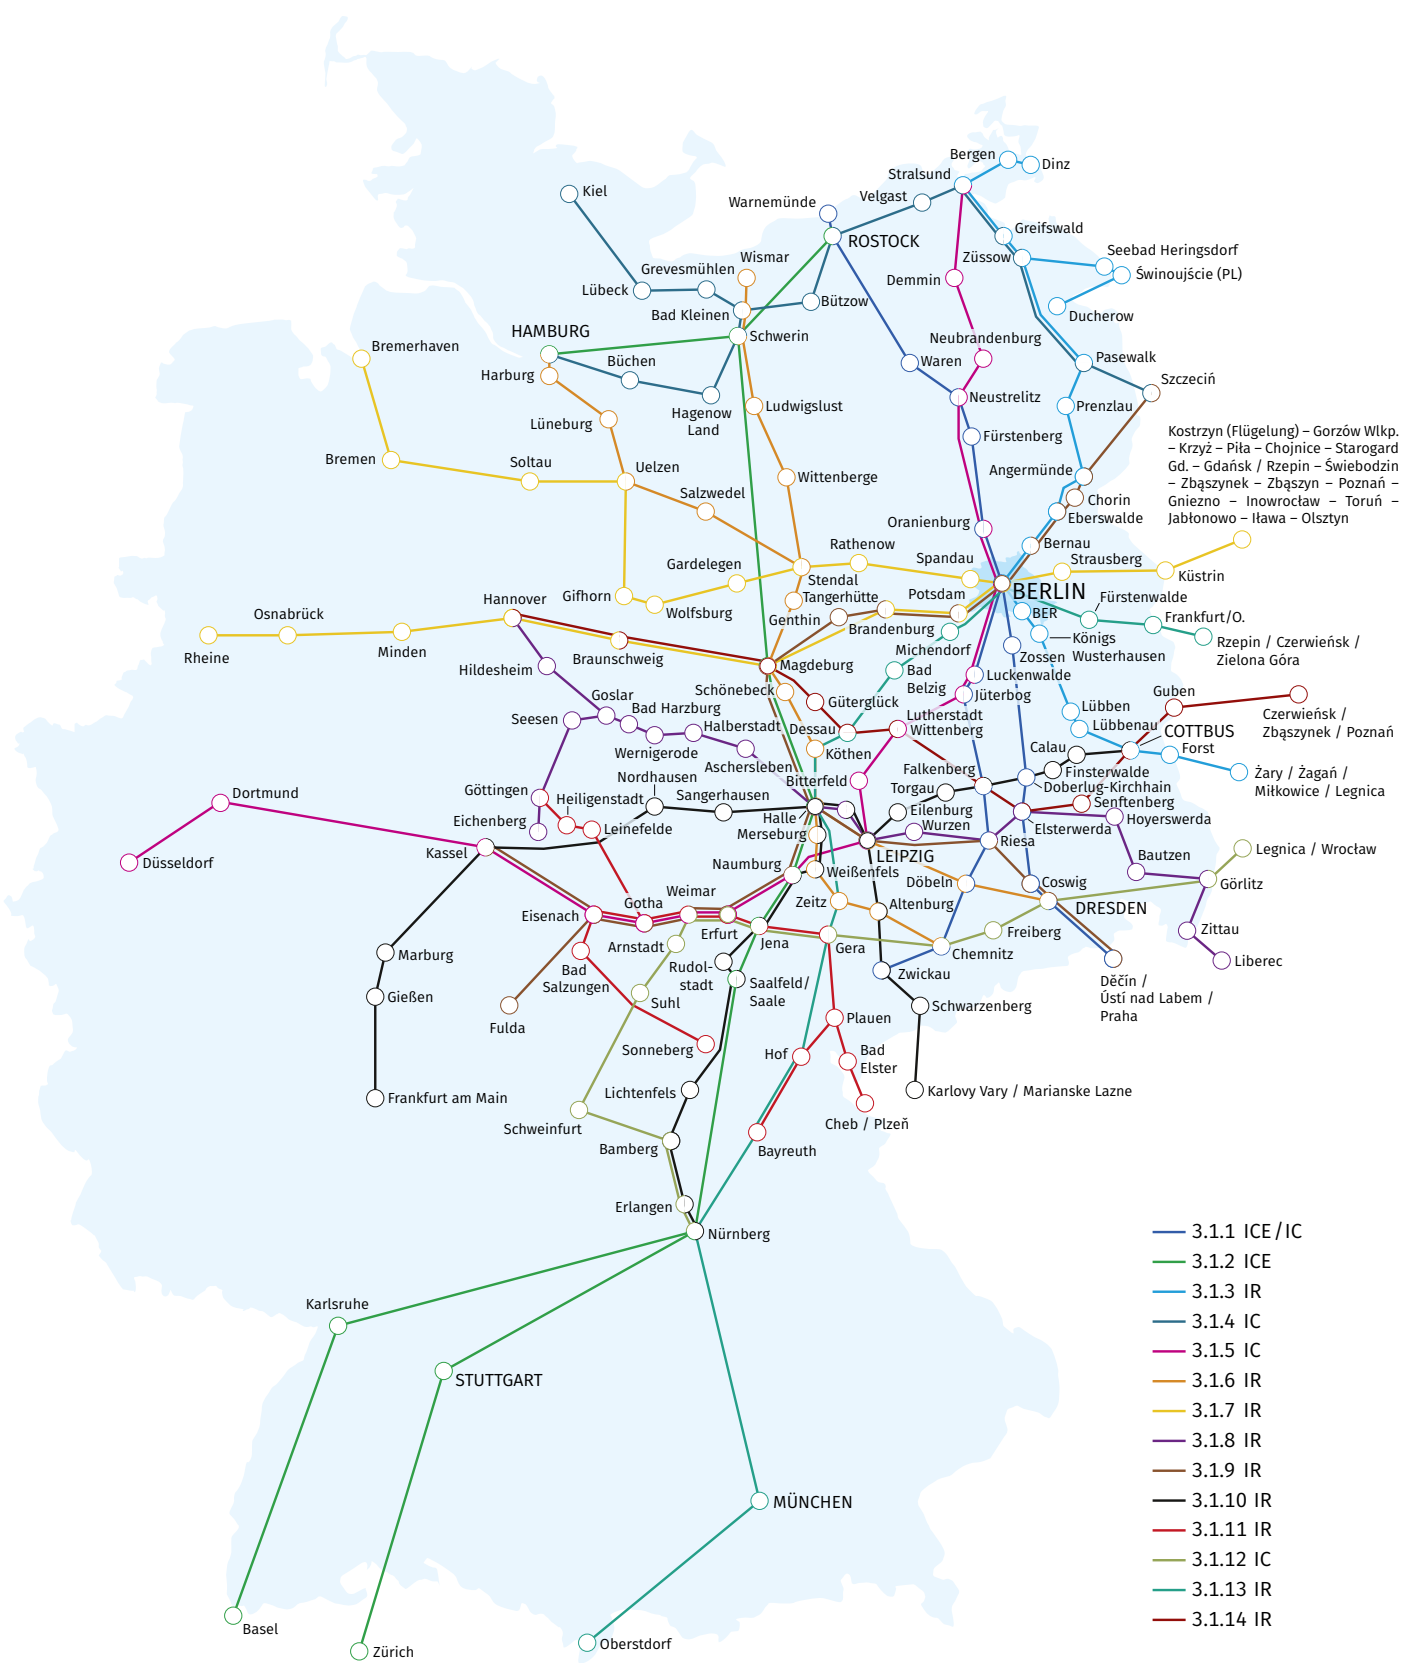 Bergen
Dinz
Stralsund
Kiel
Velgast
Warnemünde
Greifswald
ROSTOCK
Seebad Heringsdorf
Wismar
Züssow
Grevesmühlen
Świnoujście (PL)
Demmin
Lübeck
Bützow
Bad Kleinen
Ducherow
HAMBURG
Schwerin
Neubrandenburg
Bremerhaven
Büchen
Waren
Pasewalk
Harburg
Szczeciń
Neustrelitz
Ludwigslust
Prenzlau
Hagenow
Land
Lüneburg
Fürstenberg
Kostrzyn (Flügelung) – Gorzów Wlkp.
– Krzyż – Piła – Chojnice – Starogard
Gd. – Gdańsk / Rzepin – Świebodzin
– Zbąszynek – Zbąszyn – Poznań –
Gniezno – Inowrocław – Toruń –
Jabłonowo – Iława – Olsztyn
Bremen
Soltau
Uelzen
Angermünde
Wittenberge
Salzwedel
Chorin
Eberswalde
Oranienburg
Rathenow
Bernau
Spandau
Strausberg
Gardelegen
Küstrin
Stendal
BERLIN
Gifhorn
Tangerhütte
Potsdam
Fürstenwalde
Hannover
Wolfsburg
Osnabrück
Genthin
BER
Frankfurt/O.
Brandenburg
Königs
Wusterhausen
Rzepin / Czerwieńsk /
Zielona Góra
Rheine
Minden
Braunschweig
Michendorf
Zossen
Hildesheim
Magdeburg
Bad
Belzig
Luckenwalde
Schönebeck
Jüterbog
Guben
Goslar
Güterglück
Lübben
Czerwieńsk /
Zbąszynek / Poznań
Seesen
Bad Harzburg
Lutherstadt
Wittenberg
Halberstadt
Dessau
Lübbenau
COTTBUS
Wernigerode
Köthen
Calau
Forst
Aschersleben
Falkenberg
Finsterwalde
Żary / Żagań /
Miłkowice / Legnica
Nordhausen
Bitterfeld
Doberlug-Kirchhain
Dortmund
Göttingen
Heiligenstadt
Sangerhausen
Torgau
Senftenberg
Eilenburg
Eichenberg
Leinefelde
Halle
Hoyerswerda
Wurzen
Elsterwerda
Merseburg
Düsseldorf
Kassel
LEIPZIG
Riesa
Legnica / Wrocław
Naumburg
Weißenfels
Bautzen
Döbeln
Coswig
Görlitz
Gotha
Weimar
Zeitz
Altenburg
DRESDEN
Eisenach
Erfurt
Freiberg
Zittau
Arnstadt
Jena
Gera
Chemnitz
Marburg
Liberec
Bad
Salzungen
Rudol-
stadt
Zwickau
Děčín /
Ústí nad Labem /
Praha
Gießen
Saalfeld/
Saale
Suhl
Schwarzenberg
Fulda
Plauen
Sonneberg
Hof
Bad
Elster
Frankfurt am Main
Lichtenfels
Karlovy Vary / Marianske Lazne
Schweinfurt
Cheb / Plzeň
Bamberg
Bayreuth
Erlangen
Nürnberg
3.1.1 ICE / IC
3.1.2 ICE
3.1.3 IR
3.1.4 IC
3.1.5 IC
3.1.6 IR
3.1.7 IR
3.1.8 IR
3.1.9 IR
3.1.10 IR
3.1.11 IR
3.1.12 IC
3.1.13 IR
3.1.14 IR
Karlsruhe
STUTTGART
MÜNCHEN
Basel
Zürich
Oberstdorf